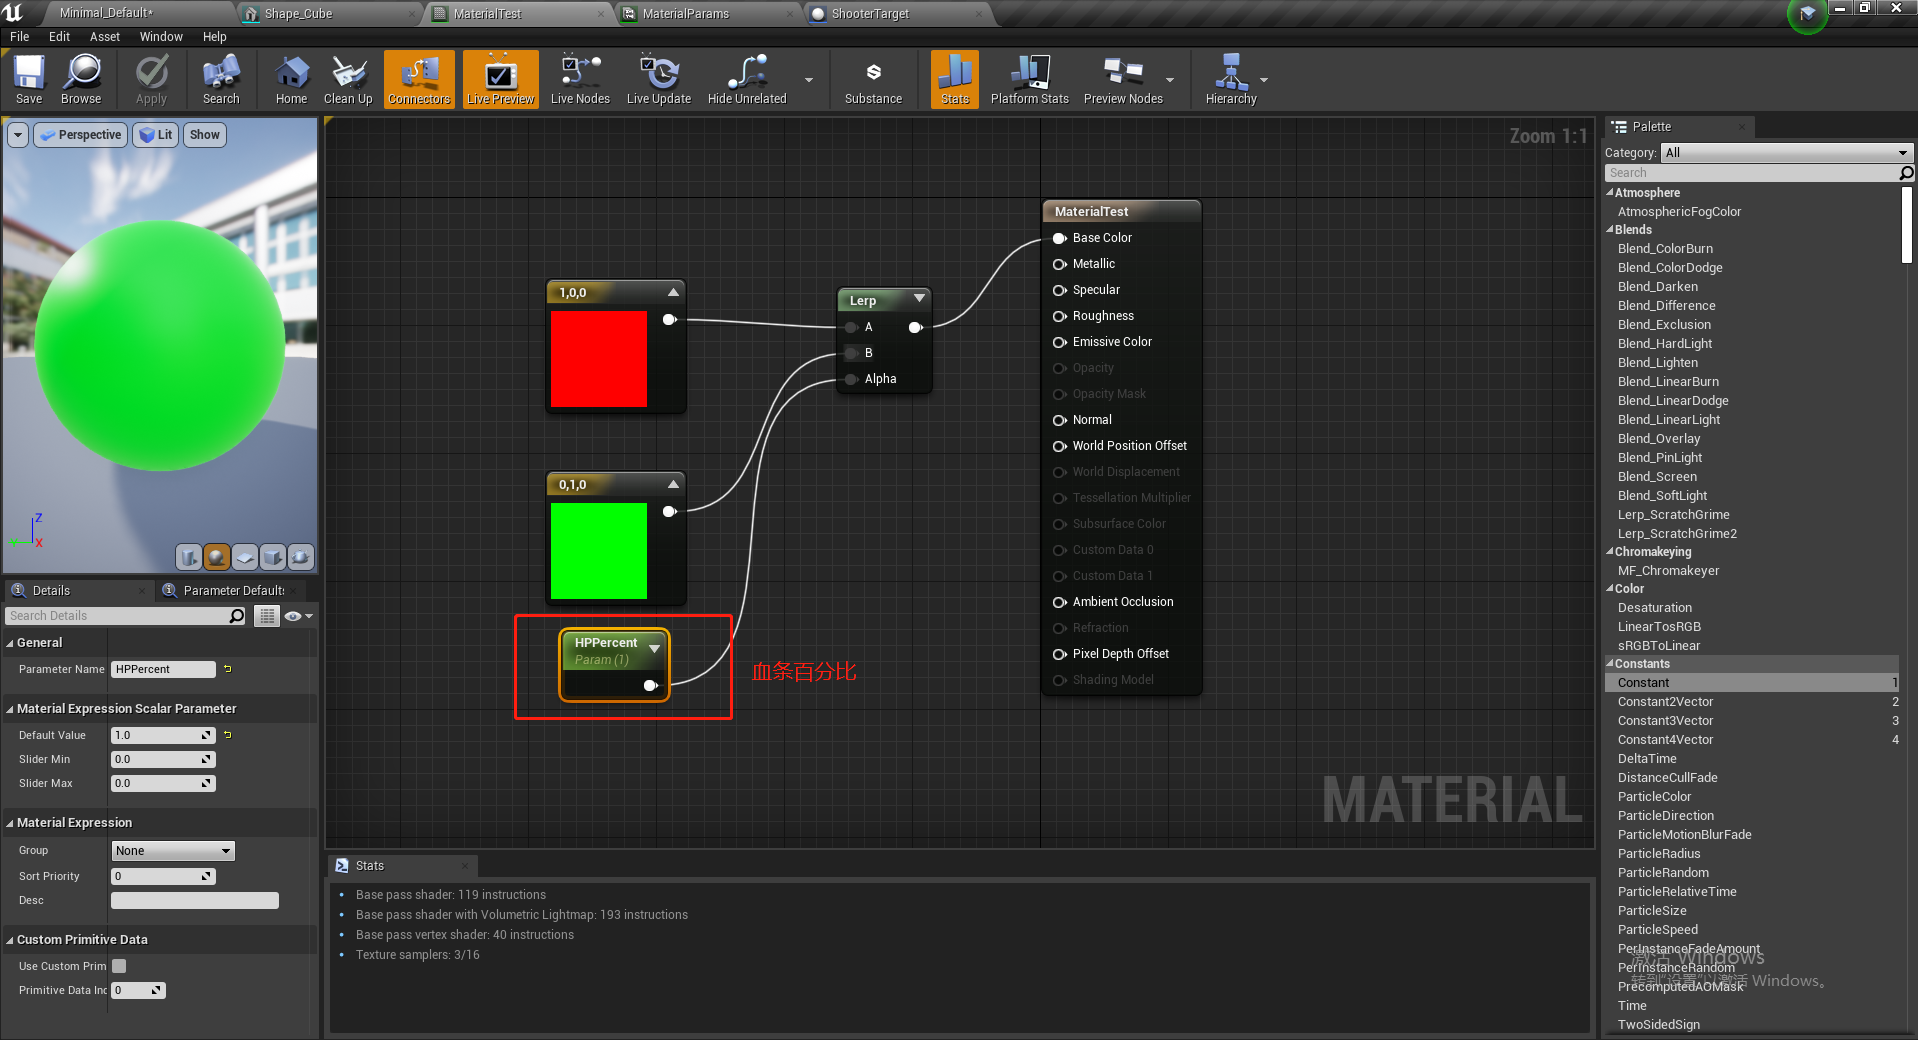 Minimal_Default*
Shape_Cube
MaterialTest
MaterialParams
ShooterTarget
File Edit Asset Window Help
Save
Browse
Apply
Search
Home
Clean Up
Connectors
Live Preview
Live Nodes
Live Update
Hide Unrelated
Substance
Stats
Platform Stats
Preview Nodes
Hierarchy
Perspective
Lit
Show
Z
X
Details
Parameter Default
Search Details
General
Parameter Name HPPercent
Material Expression Scalar Parameter
Default Value 1.0
Slider Min 0.0
Slider Max 0.0
Material Expression
Group None
Sort Priority 0
Desc
Custom Primitive Data
Use Custom Prim
Primitive Data Inc 0
Zoom 1:1
1,0,0
0,1,0
HPPercent
Param (1)
血条百分比
Lerp
A
B
Alpha
MaterialTest
Base Color
Metallic
Specular
Roughness
Emissive Color
Opacity
Opacity Mask
Normal
World Position Offset
World Displacement
Tessellation Multiplier
Subsurface Color
Custom Data 0
Custom Data 1
Ambient Occlusion
Refraction
Pixel Depth Offset
Shading Model
MATERIAL
Stats
Base pass shader: 119 instructions
Base pass shader with Volumetric Lightmap: 193 instructions
Base pass vertex shader: 40 instructions
Texture samplers: 3/16
Palette
Category: All
Search
Atmosphere
AtmosphericFogColor
Blends
Blend_ColorBurn
Blend_ColorDodge
Blend_Darken
Blend_Difference
Blend_Exclusion
Blend_HardLight
Blend_Lighten
Blend_LinearBurn
Blend_LinearDodge
Blend_LinearLight
Blend_Overlay
Blend_PinLight
Blend_Screen
Blend_SoftLight
Lerp_ScratchGrime
Lerp_ScratchGrime2
Chromakeying
MF_Chromakeyer
Color
Desaturation
LinearTosRGB
sRGBToLinear
Constants
Constant 1
Constant2Vector 2
Constant3Vector 3
Constant4Vector 4
DeltaTime
DistanceCullFade
ParticleColor
ParticleDirection
ParticleMotionBlurFade
ParticleRadius
ParticleRandom
ParticleRelativeTime
ParticleSize
ParticleSpeed
PerInstanceFadeAmount
PerInstanceRandom
PrecomputedAOMask
Time
TwoSidedSign
激活 Windows
转到"设置"以激活 Windows。